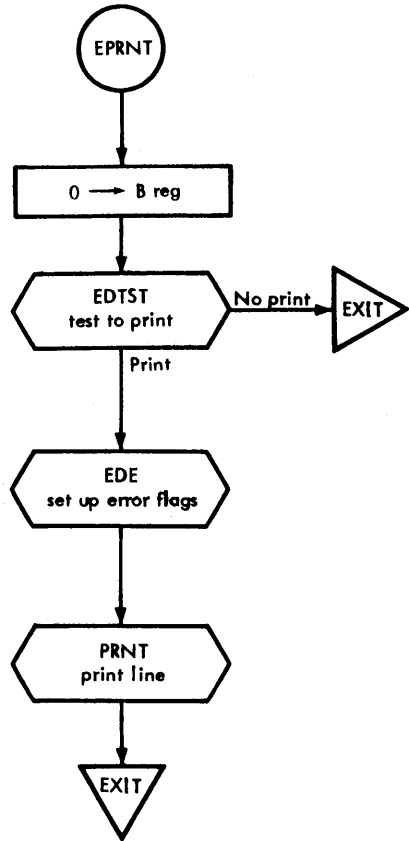 EPRNT
0 → B reg
EDTST
test to print
No print
EXIT
Print
EDE
set up error flags
PRNT
print line
EXIT